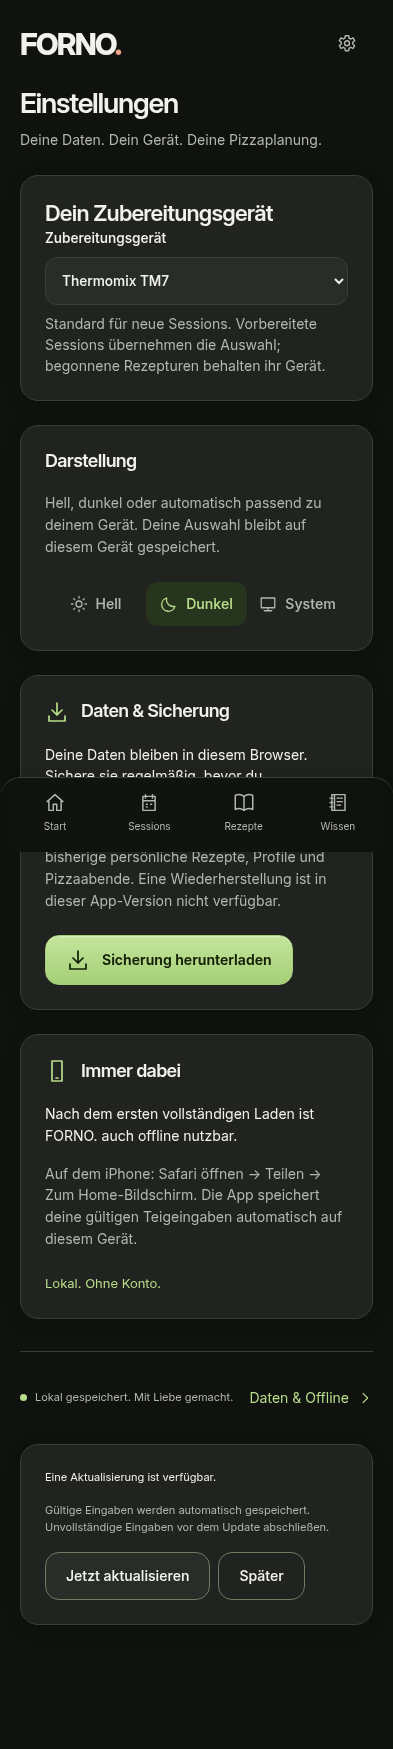 FORNO.
Einstellungen
Deine Daten. Dein Gerät. Deine Pizzaplanung.
Dein Zubereitungsgerät
Zubereitungsgerät
Thermomix TM7
Standard für neue Sessions. Vorbereitete
Sessions übernehmen die Auswahl;
begonnene Rezepturen behalten ihr Gerät.
Darstellung
Hell, dunkel oder automatisch passend zu
deinem Gerät. Deine Auswahl bleibt auf
diesem Gerät gespeichert.
Hell
Dunkel
System
Daten & Sicherung
Deine Daten bleiben in diesem Browser.
Sichere sie regelmäßig, bevor du
Start
Sessions
Rezepte
Wissen
bisherige persönliche Rezepte, Profile und
Pizzaabende. Eine Wiederherstellung ist in
dieser App-Version nicht verfügbar.
Sicherung herunterladen
Immer dabei
Nach dem ersten vollständigen Laden ist
FORNO. auch offline nutzbar.
Auf dem iPhone: Safari öffnen → Teilen →
Zum Home-Bildschirm. Die App speichert
deine gültigen Teigeingaben automatisch auf
diesem Gerät.
Lokal. Ohne Konto.
Lokal gespeichert. Mit Liebe gemacht.
Daten & Offline
Eine Aktualisierung ist verfügbar.
Gültige Eingaben werden automatisch gespeichert.
Unvollständige Eingaben vor dem Update abschließen.
Jetzt aktualisieren
Später